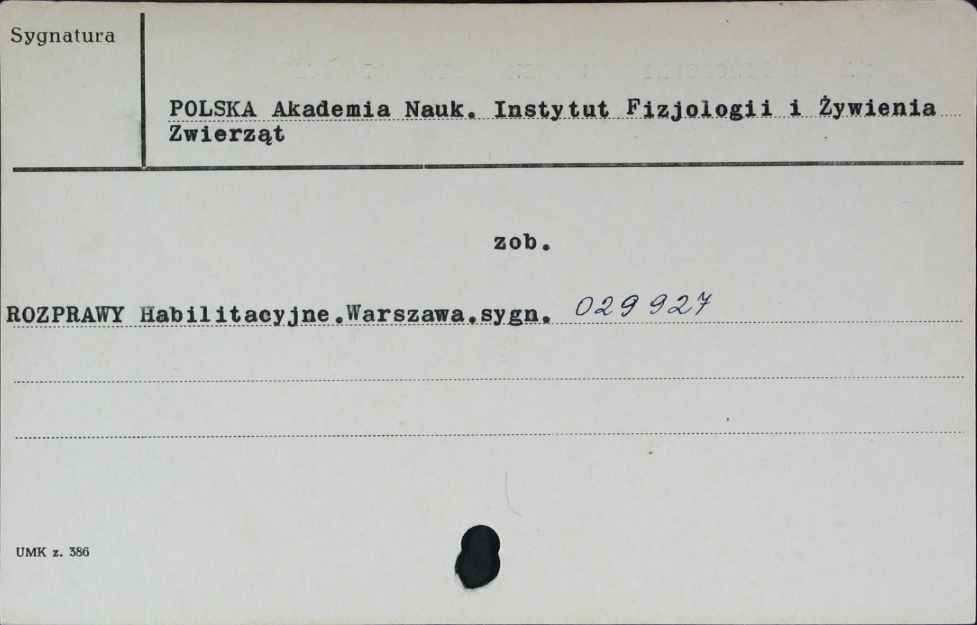 Sygnatura
POLSKA Akademia Nauk. Instytut Fizjologii i Żywienia
Zwierząt
zob.
ROZPRAWY Habilitacyjne.Warszawa.sygn. 029927
UMK z. 386